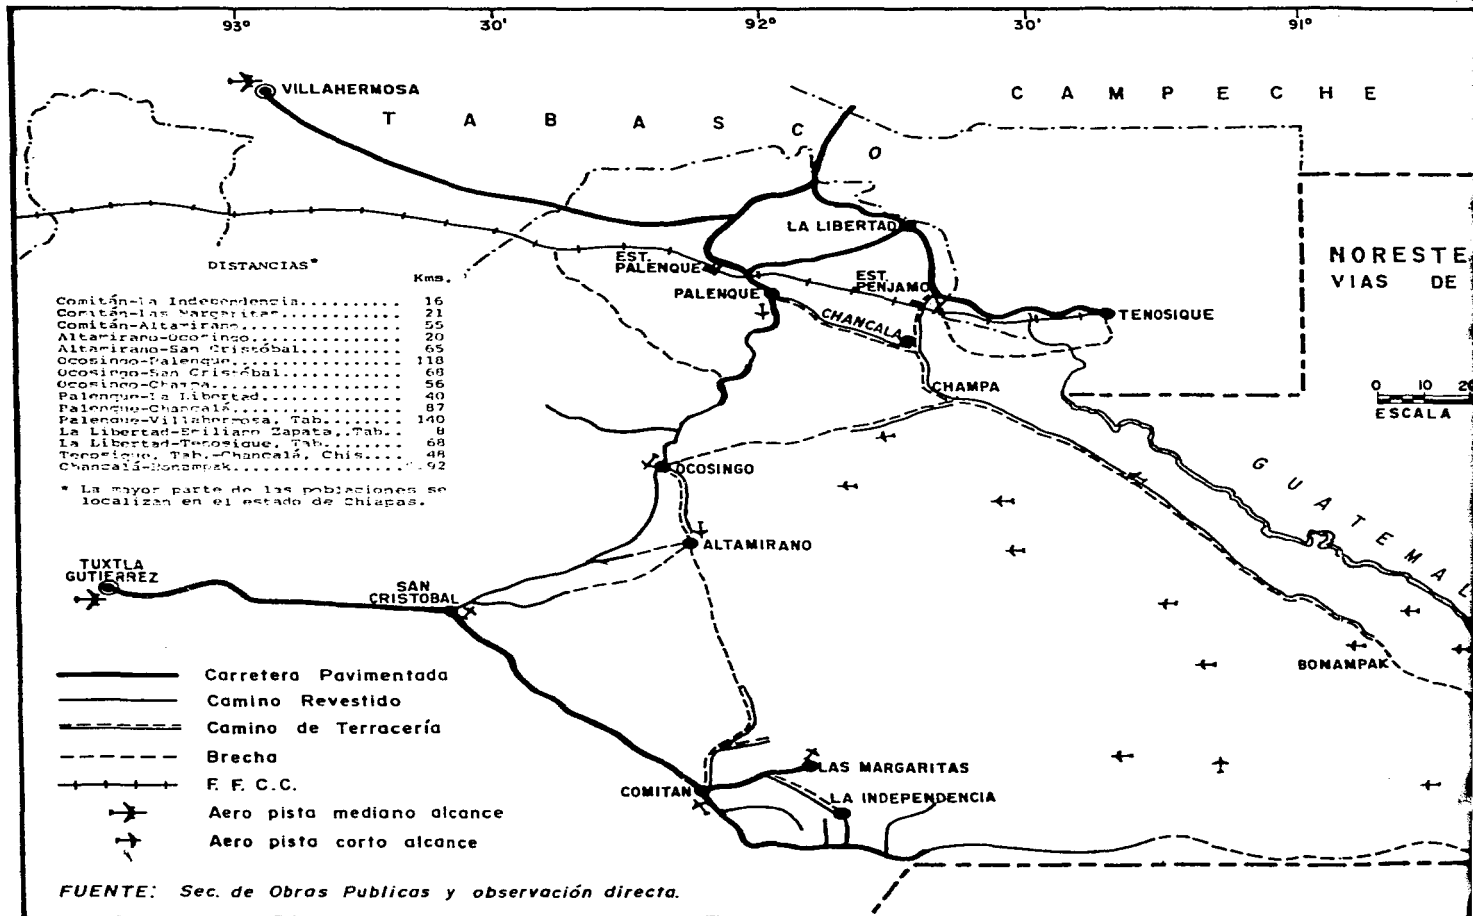 93° 30' 92° 30' 91°
VILLAHERMOSA
T A B A S C O
C A M P E C H E
LA LIBERTAD
NORESTE
VIAS DE
EST.
PALENQUE
EST.
PENJAMO
PALENQUE
CHANCALA
TENOSIQUE
DISTANCIAS*
Kms.
Comitán-la Independencia.......... 16
Comitán-Las Margaritas.......... 21
Comitán-Altamirano.......... 55
Altamirano-Ocosingo.......... 20
Altamirano-San Cristóbal.......... 65
Ocosingo-Palenque.......... 118
Ocosingo-San Cristóbal.......... 68
Ocosingo-Champa.......... 56
Palenque-La Libertad.......... 40
Palenque-Chancalá.......... 87
Palenque-Villahermosa, Tab....... 140
La Libertad-Emiliano Zapata, Tab.. 8
La Libertad-Tenosique, Tab..... 68
Tenosique, Tab.-Chancalá, Chis.... 48
Chancalá-Bonampak.......... 92
* La mayor parte de las poblaciones se
localizan en el estado de Chiapas.
CHAMPA
0 10 20
ESCALA
OCOSINGO
G U A T E M A L
ALTAMIRANO
TUXTLA
GUTIERREZ
SAN
CRISTOBAL
BONAMPAK
Carretera Pavimentada
Camino Revestido
Camino de Terracería
Brecha
F. F. C. C.
Aero pista mediano alcance
Aero pista corto alcance
COMITAN
LAS MARGARITAS
LA INDEPENDENCIA
FUENTE: Sec. de Obras Publicas y observación directa.